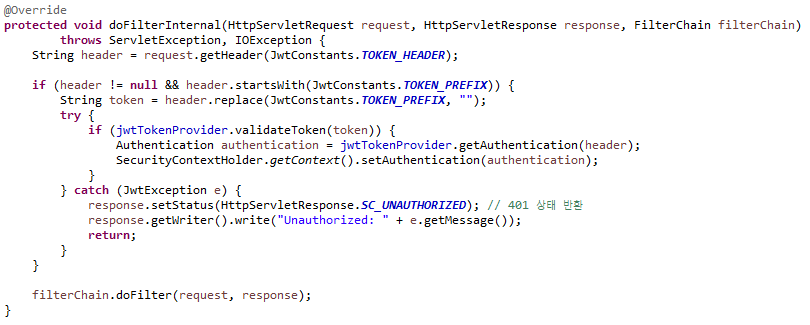 @Override
protected void doFilterInternal(HttpServletRequest request, HttpServletResponse response, FilterChain filterChain)
        throws ServletException, IOException {
    String header = request.getHeader(JwtConstants.TOKEN_HEADER);

    if (header != null && header.startsWith(JwtConstants.TOKEN_PREFIX)) {
        String token = header.replace(JwtConstants.TOKEN_PREFIX, "");
        try {
            if (jwtTokenProvider.validateToken(token)) {
                Authentication authentication = jwtTokenProvider.getAuthentication(header);
                SecurityContextHolder.getContext().setAuthentication(authentication);
            }
        } catch (JwtException e) {
            response.setStatus(HttpServletResponse.SC_UNAUTHORIZED); // 401 상태 반환
            response.getWriter().write("Unauthorized: " + e.getMessage());
            return;
        }
    }

    filterChain.doFilter(request, response);
}